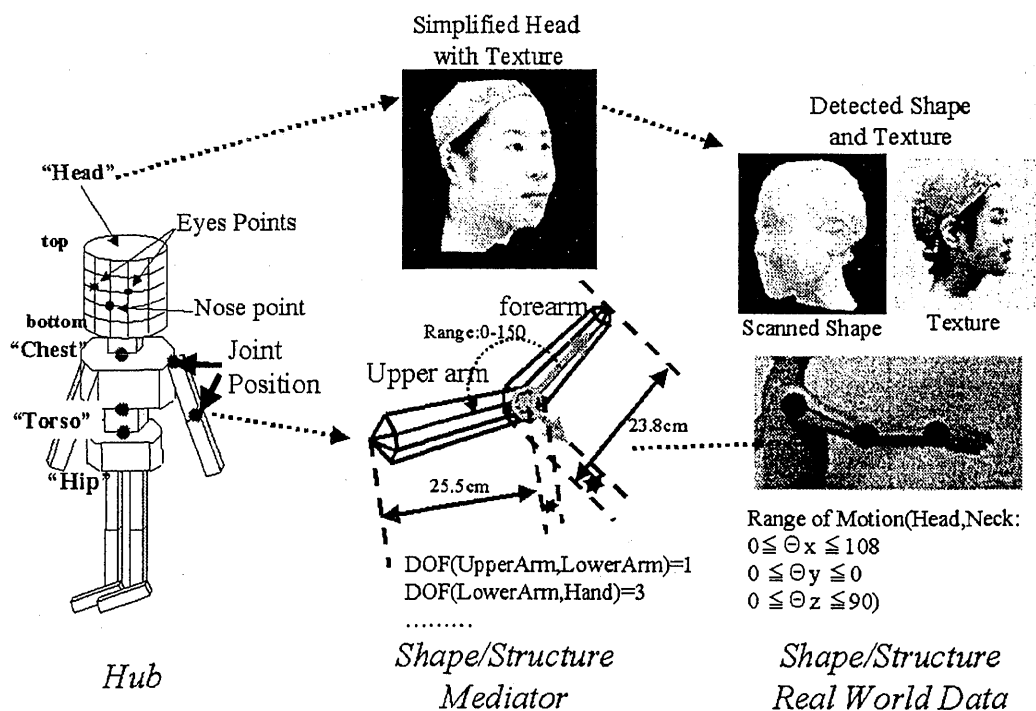 Simplified Head
with Texture
Detected Shape
and Texture
"Head"
Eyes Points
top
Nose point
bottom
"Chest"
Joint
Position
"Torso"
"Hip"
forearm
Range:0-150
Upper arm
23.8cm
25.5cm
Scanned Shape
Texture
DOF(UpperArm,LowerArm)=1
DOF(LowerArm,Hand)=3
.........
Range of Motion(Head,Neck:
0≦ Θx ≦108
0 ≦Θy ≦0
0 ≦Θz ≦90)
Hub
Shape/Structure
Mediator
Shape/Structure
Real World Data